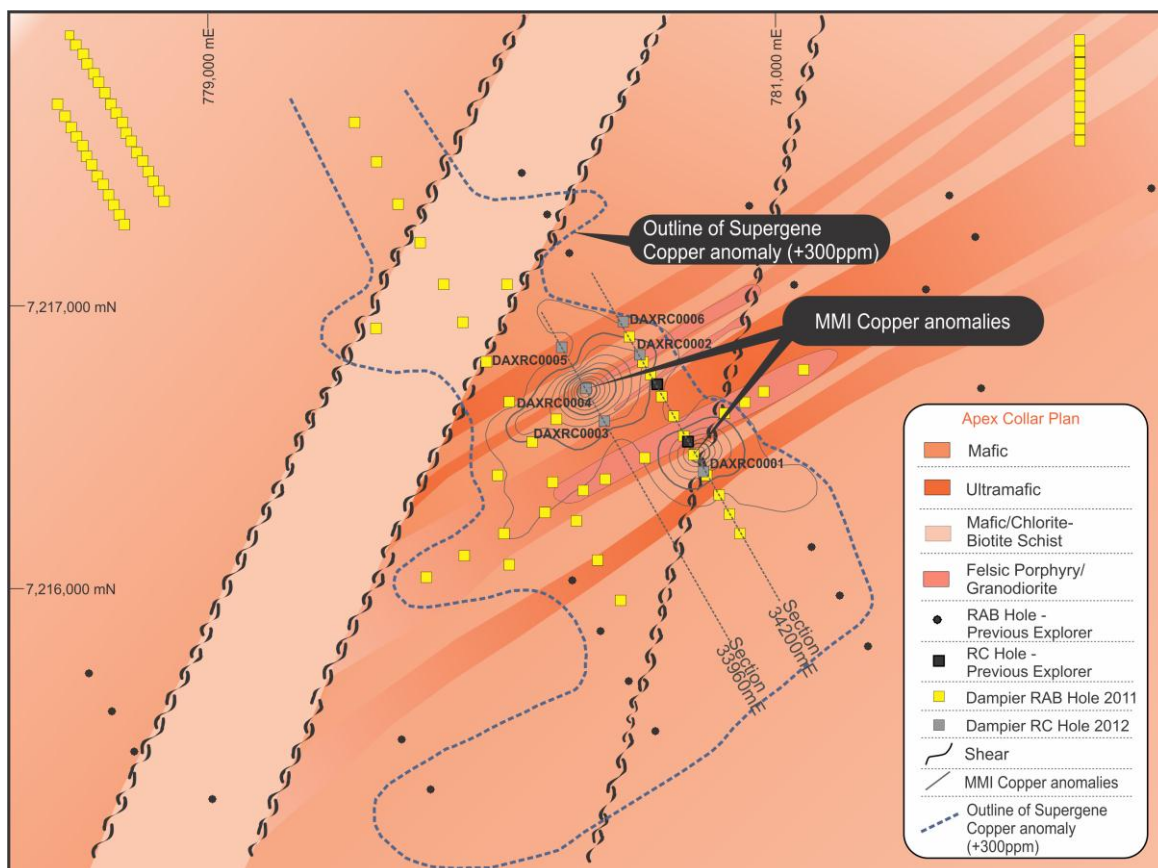 779,000 mE
781,000 mE
Outline of Supergene
Copper anomaly (+300ppm)
7,217,000 mN
DAXRC0006
MMI Copper anomalies
DAXRC0002
DAXRC0005
DAXRC0004
DAXRC0003
DAXRC0001
7,216,000 mN
Section
34200mE
Section
33960mE
Apex Collar Plan
Mafic
Ultramafic
Mafic/Chlorite-
Biotite Schist
Felsic Porphyry/
Granodiorite
RAB Hole -
Previous Explorer
RC Hole -
Previous Explorer
Dampier RAB Hole 2011
Dampier RC Hole 2012
Shear
MMI Copper anomalies
Outline of Supergene
Copper anomaly
(+300ppm)